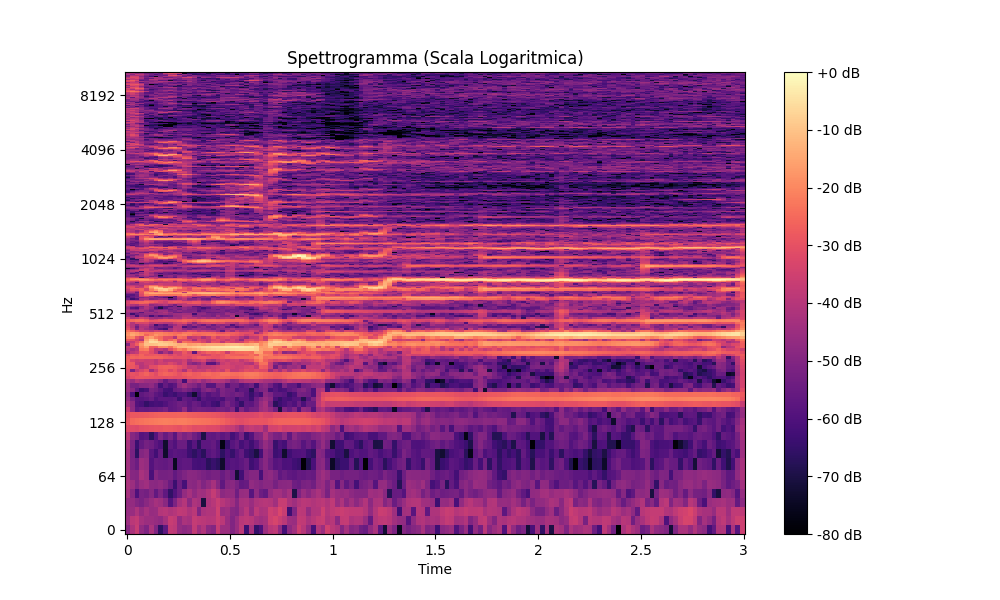 Spettrogramma (Scala Logaritmica)
Hz
8192
4096
2048
1024
512
256
128
64
0
0 0.5 1 1.5 2 2.5 3
Time
+0 dB
-10 dB
-20 dB
-30 dB
-40 dB
-50 dB
-60 dB
-70 dB
-80 dB